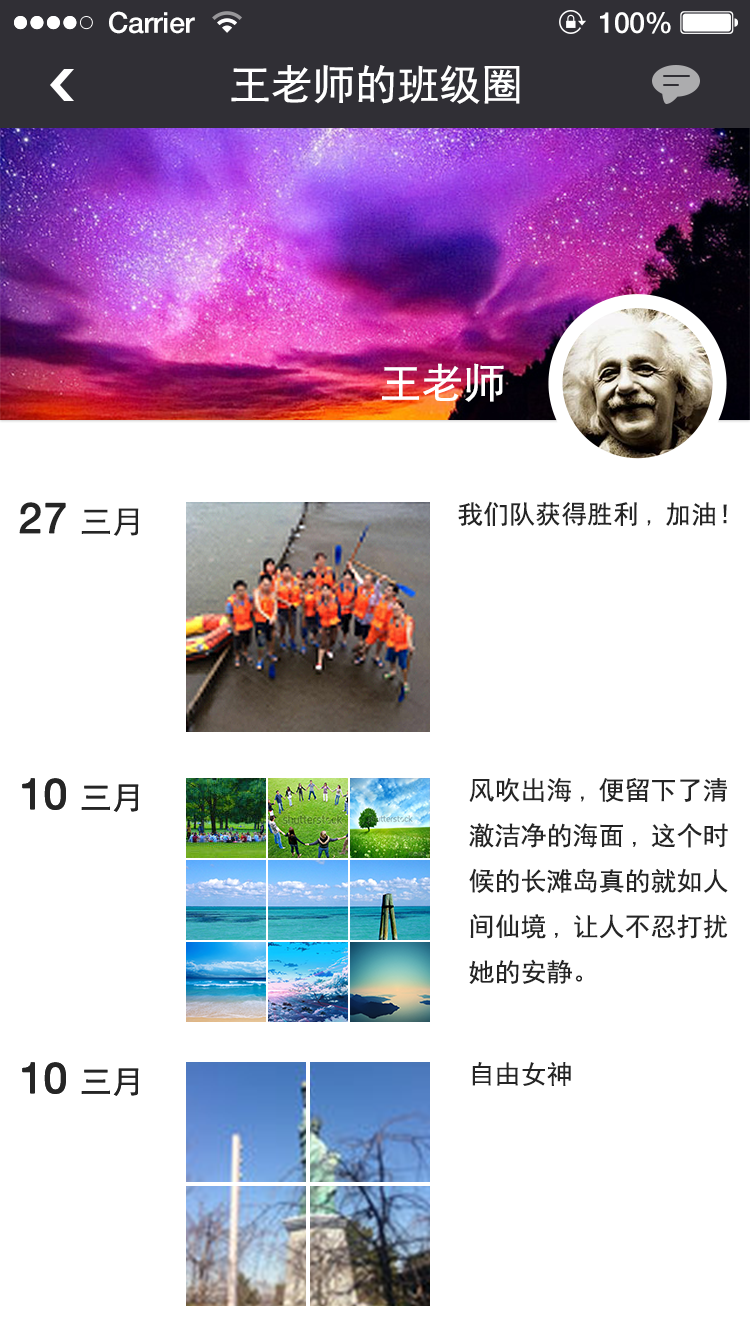 Carrier 100%
王老师的班级圈
王老师
27 三月
我们队获得胜利，加油！
10 三月
shutterstock
shutterstock
风吹出海，便留下了清
澈洁净的海面，这个时
候的长滩岛真的就如人
间仙境，让人不忍打扰
她的安静。
10 三月
自由女神